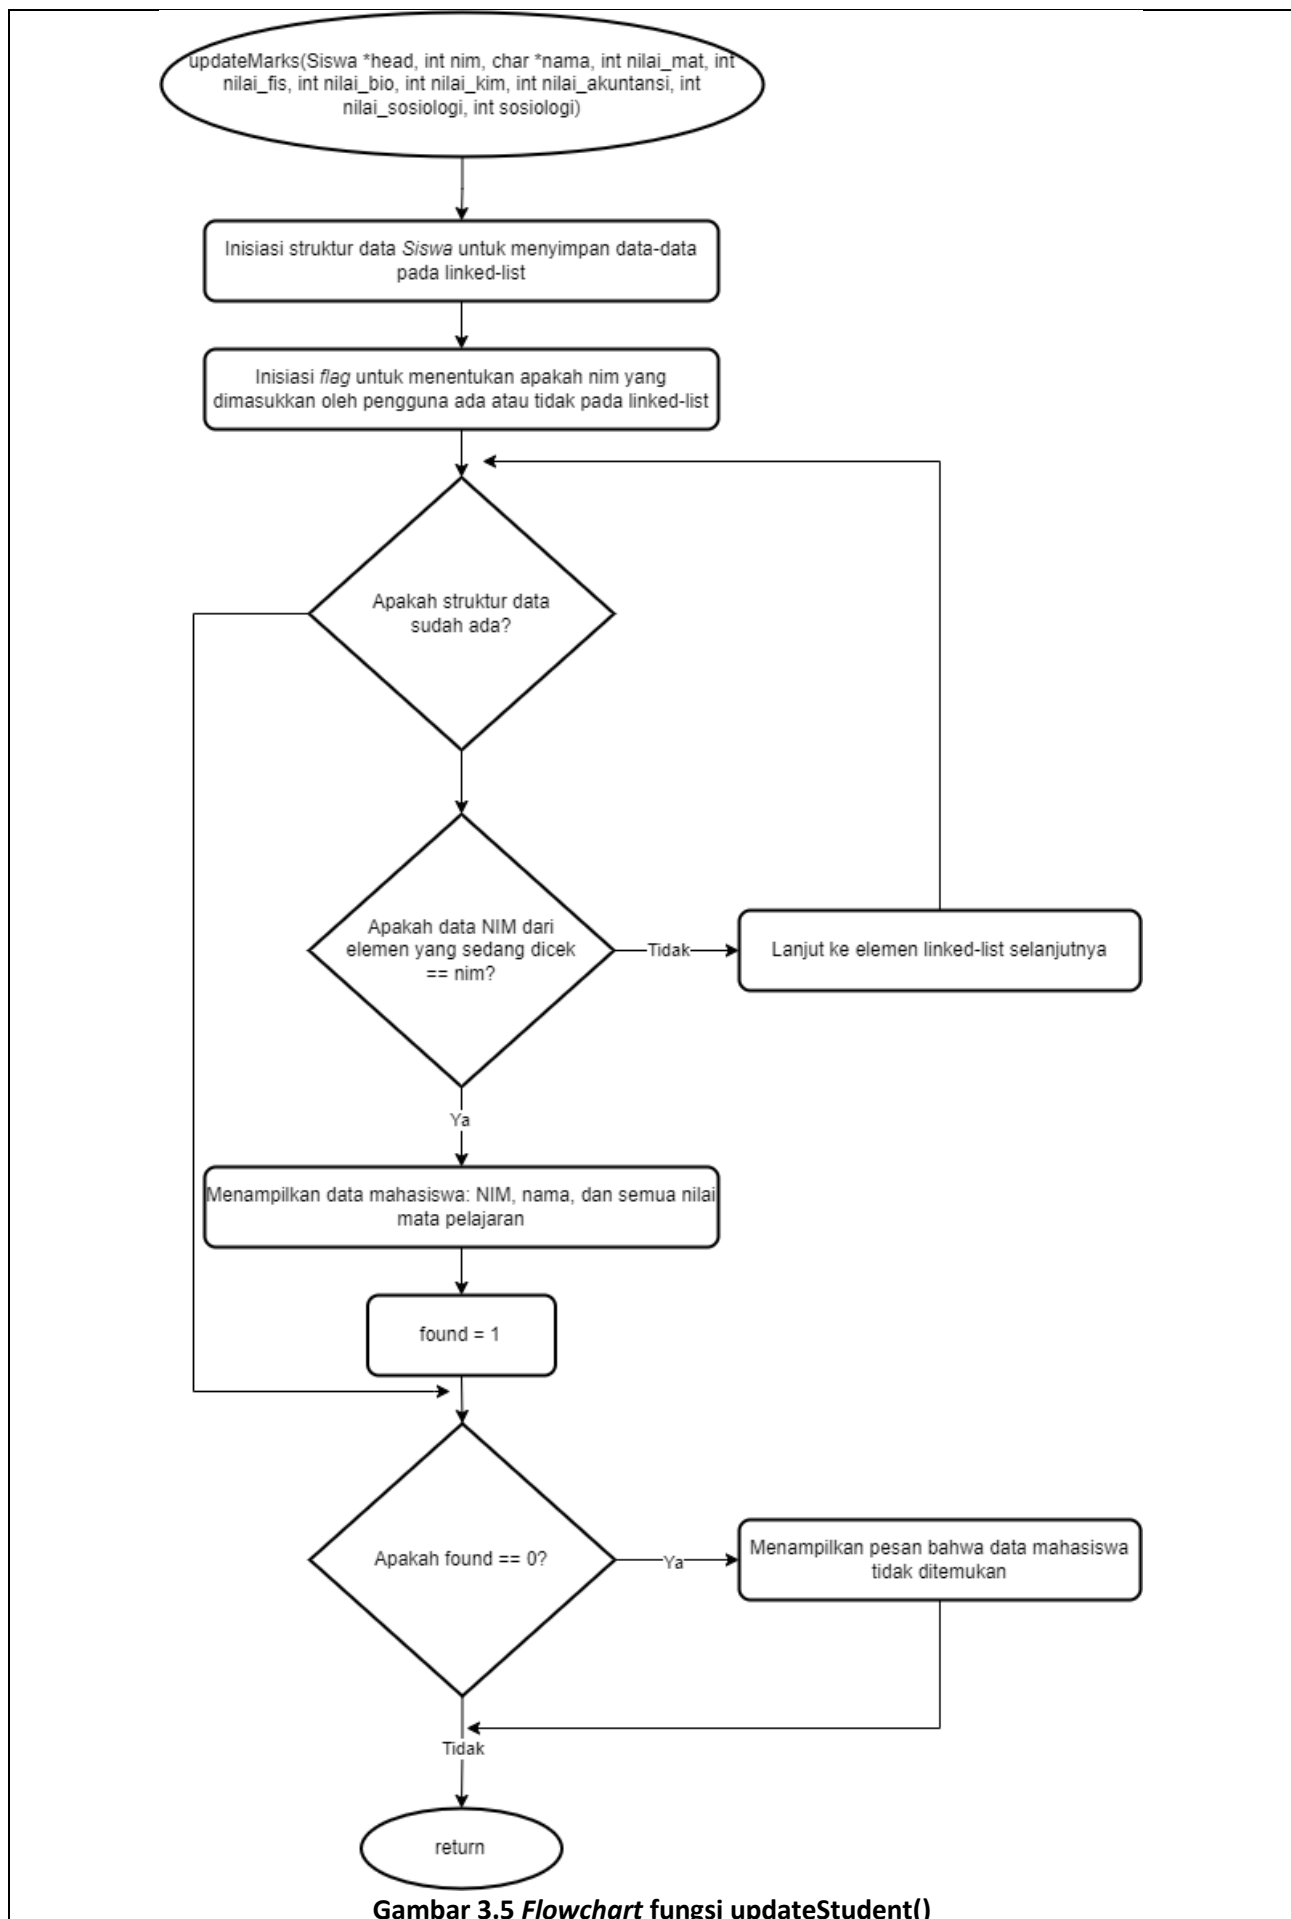 updateMarks(Siswa *head, int nim, char *nama, int nilai_mat, int
nilai_fis, int nilai_bio, int nilai_kim, int nilai_akuntansi, int
nilai_sosiologi, int sosiologi)
Inisiasi struktur data Siswa untuk menyimpan data-data
pada linked-list
Inisiasi flag untuk menentukan apakah nim yang
dimasukkan oleh pengguna ada atau tidak pada linked-list
Apakah struktur data
sudah ada?
Apakah data NIM dari
elemen yang sedang dicek
== nim?
Tidak
Lanjut ke elemen linked-list selanjutnya
Ya
Menampilkan data mahasiswa: NIM, nama, dan semua nilai
mata pelajaran
found = 1
Apakah found == 0?
Ya
Menampilkan pesan bahwa data mahasiswa
tidak ditemukan
Tidak
return
Gambar 3.5 Flowchart fungsi updateStudent()